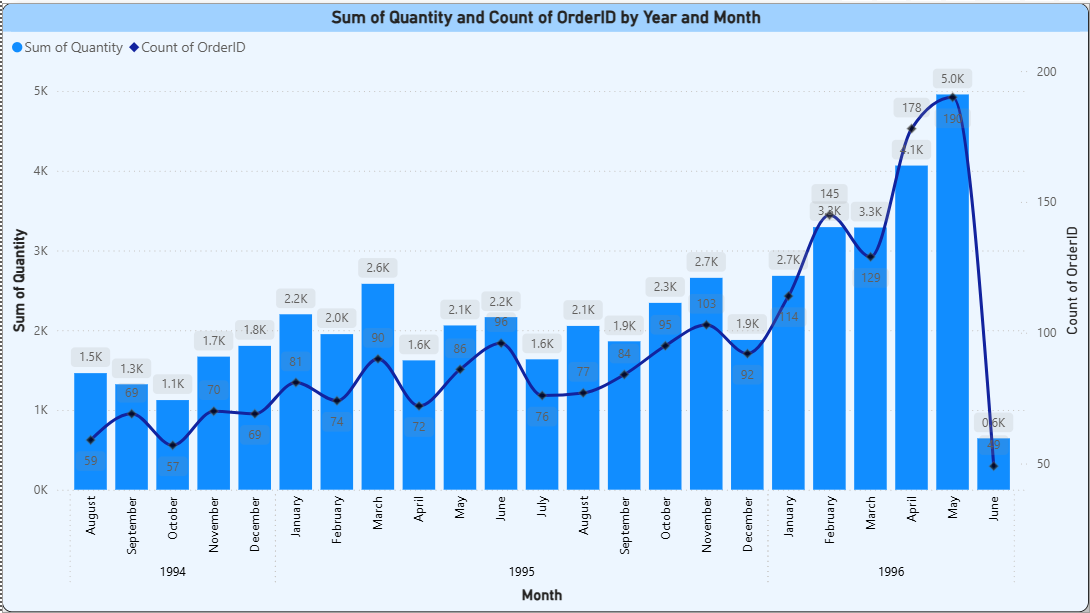 Sum of Quantity and Count of OrderID by Year and Month
Sum of Quantity Count of OrderID
200
5.0K
5K
178
190
4.1K
4K
145
150
3.3K 3.3K
3K
2.7K
129
2.6K
2.7K
2.3K
114
2.2K
2.0K
2.1K
2.2K
2.1K
1.9K
1.9K
2K
100
1.8K
1.7K
1.6K
1.6K
1.5K
1.3K
1.1K
96
95
103
90
86
84
92
81
77
69
70
74
72
76
69
1K
59
57
0.6K
49
50
0K
Sum of Quantity
Count of OrderID
August
September
October
November
December
January
February
March
April
May
June
July
August
September
October
November
December
January
February
March
April
May
June
1994 1995 1996
Month